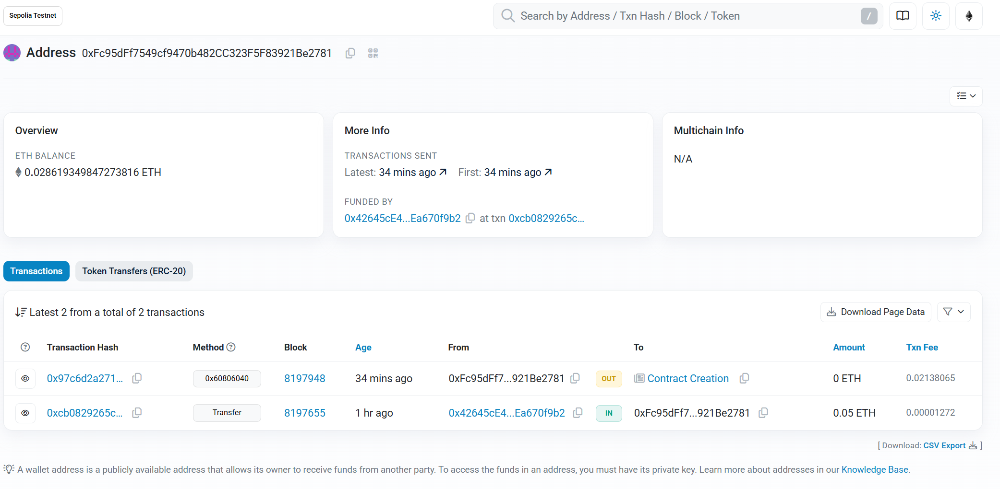 Sepolia Testnet
Search by Address / Txn Hash / Block / Token /
Address 0xFc95dFf7549cf9470b482CC323F5F83921Be2781
Overview
ETH BALANCE
0.028619349847273816 ETH
More Info
TRANSACTIONS SENT
Latest: 34 mins ago First: 34 mins ago
FUNDED BY
0x42645cE4...Ea670f9b2 at txn 0xcb0829265c...
Multichain Info
N/A
Transactions Token Transfers (ERC-20)
Latest 2 from a total of 2 transactions
Download Page Data
? Transaction Hash Method ? Block Age From To Amount Txn Fee
0x97c6d2a271... 0x60806040 8197948 34 mins ago 0xFc95dFf7...921Be2781 OUT Contract Creation 0 ETH 0.02138065
0xcb0829265c... Transfer 8197655 1 hr ago 0x42645cE4...Ea670f9b2 IN 0xFc95dFf7...921Be2781 0.05 ETH 0.00001272
[ Download: CSV Export ]
A wallet address is a publicly available address that allows its owner to receive funds from another party. To access the funds in an address, you must have its private key. Learn more about addresses in our Knowledge Base.